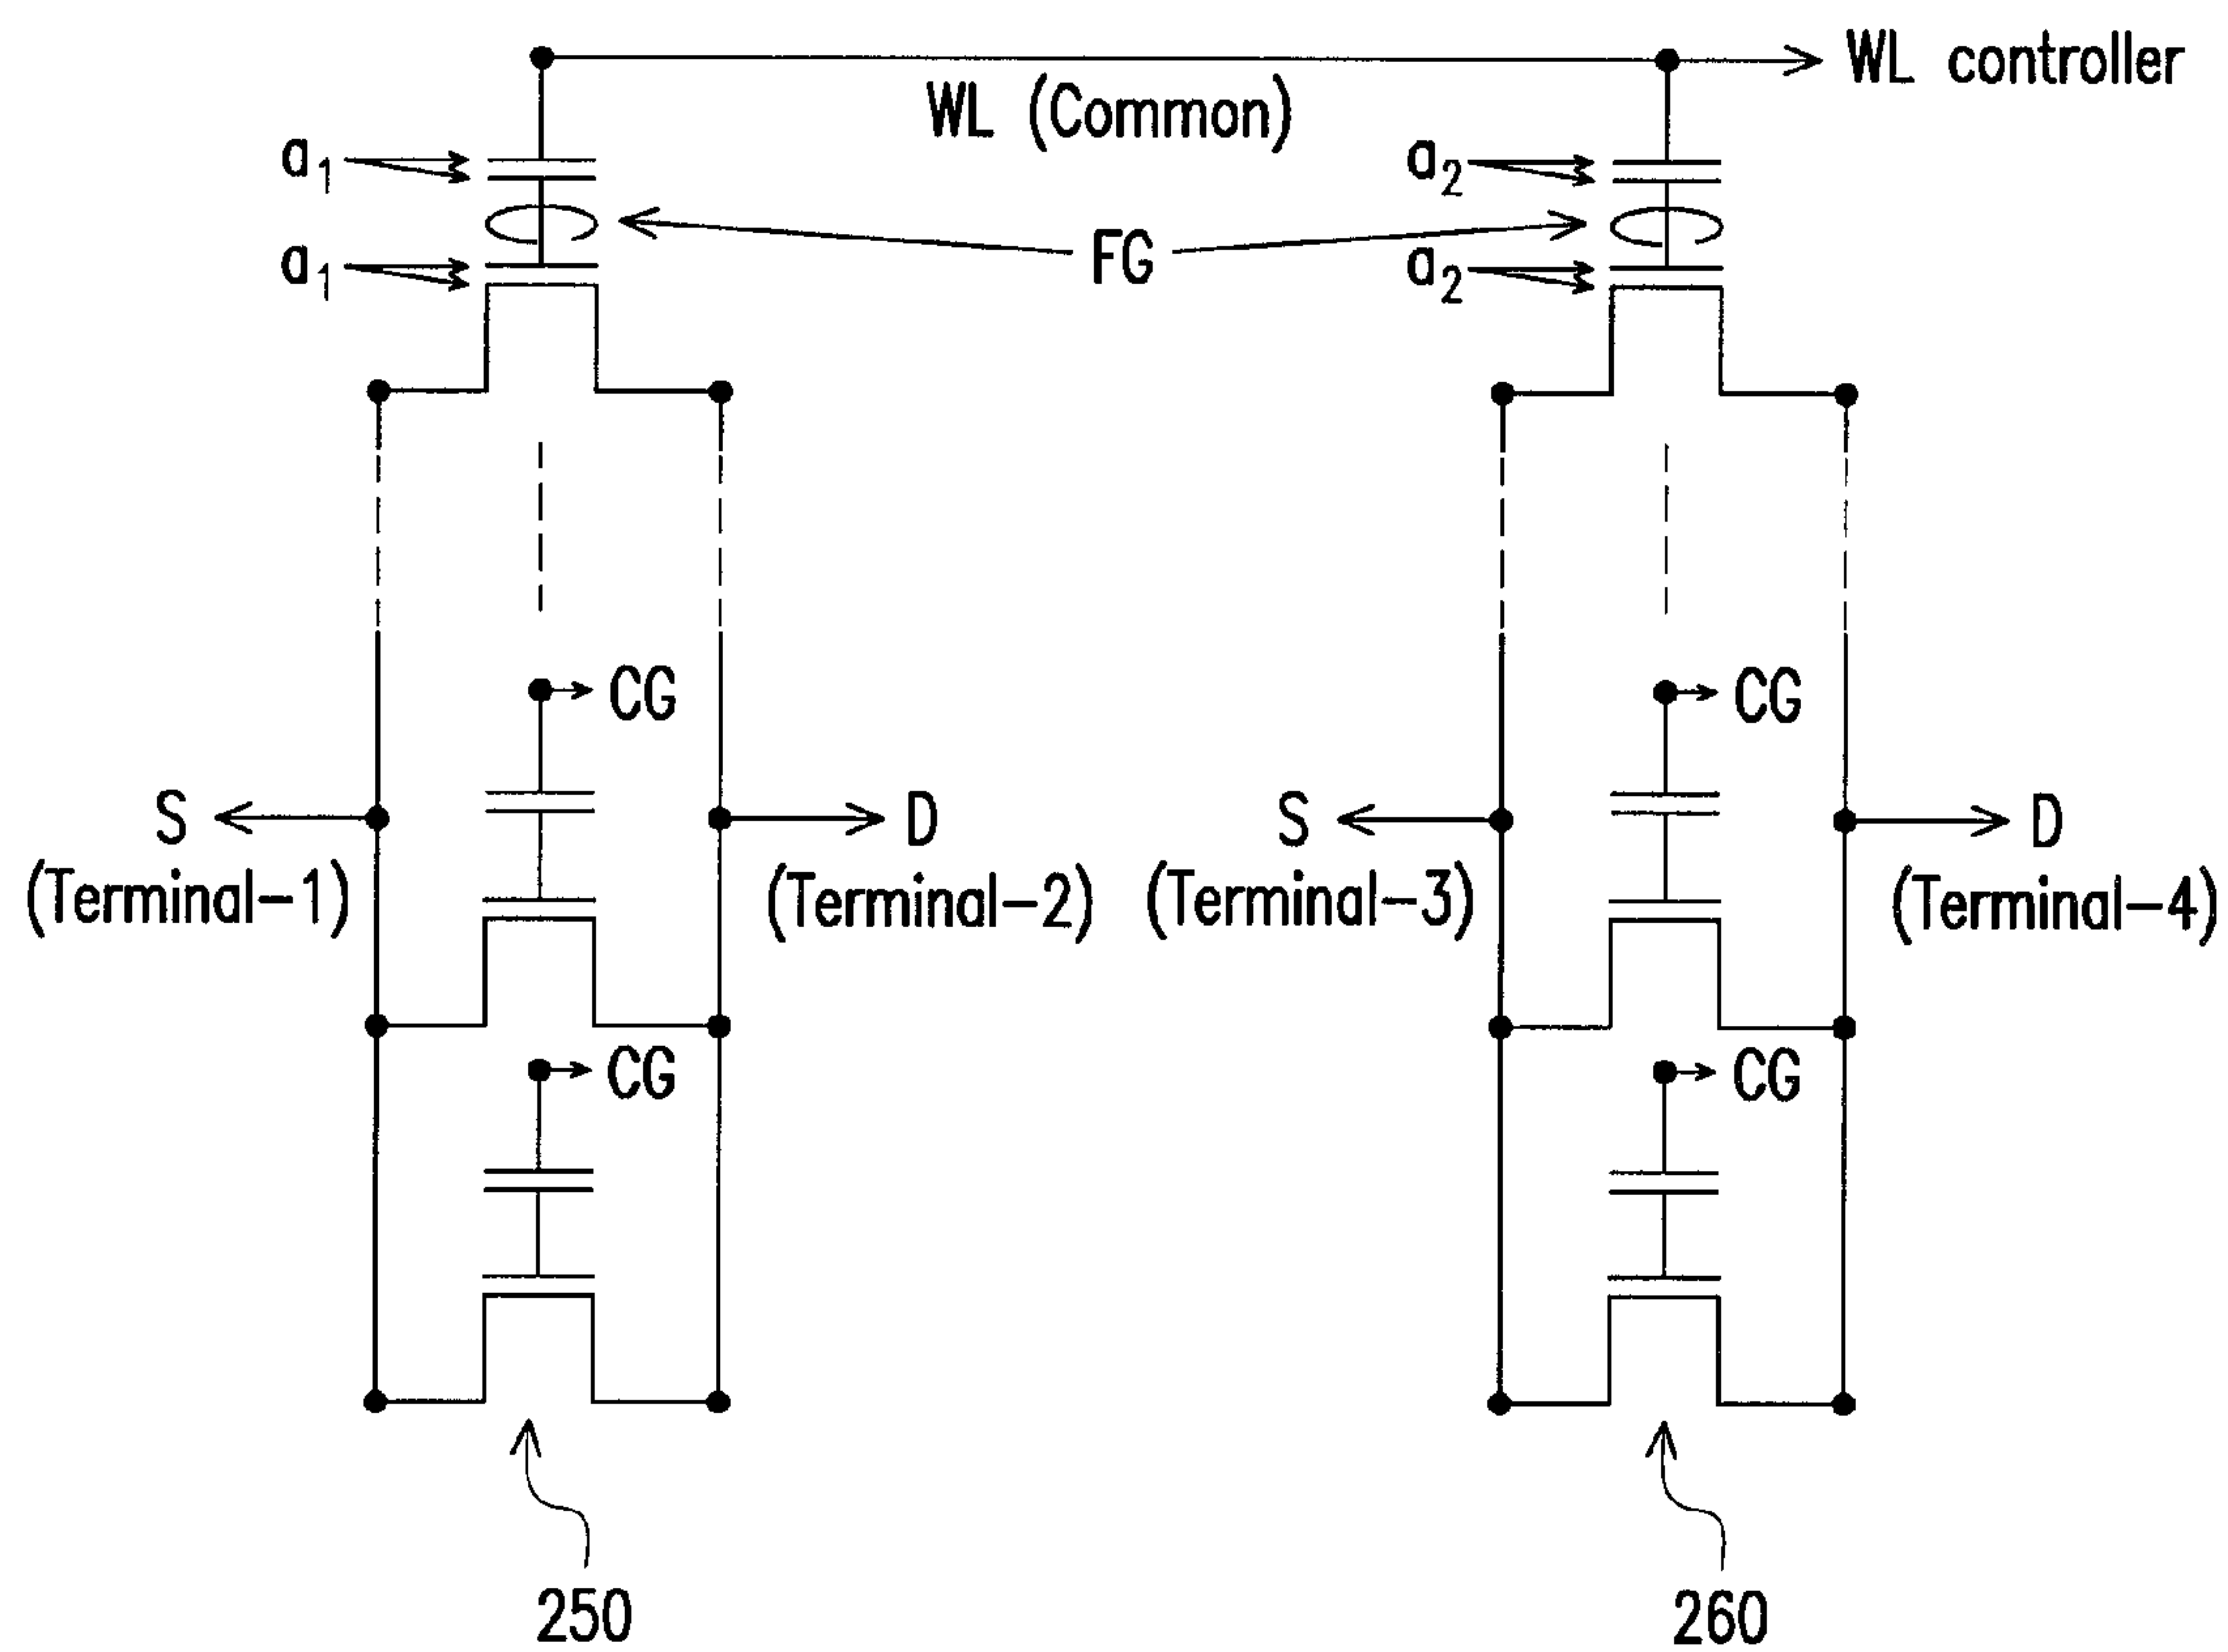 WL controller
WL (Common)
a1
a2
FG
a1
a2
CG
CG
S
(Terminal-1)
D
(Terminal-2)
S
(Terminal-3)
D
(Terminal-4)
CG
CG
250
260